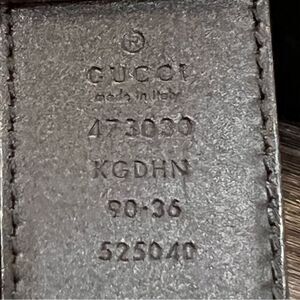 ®
GUCCI
made in Italy
473030
KGDHN
90·36
525040